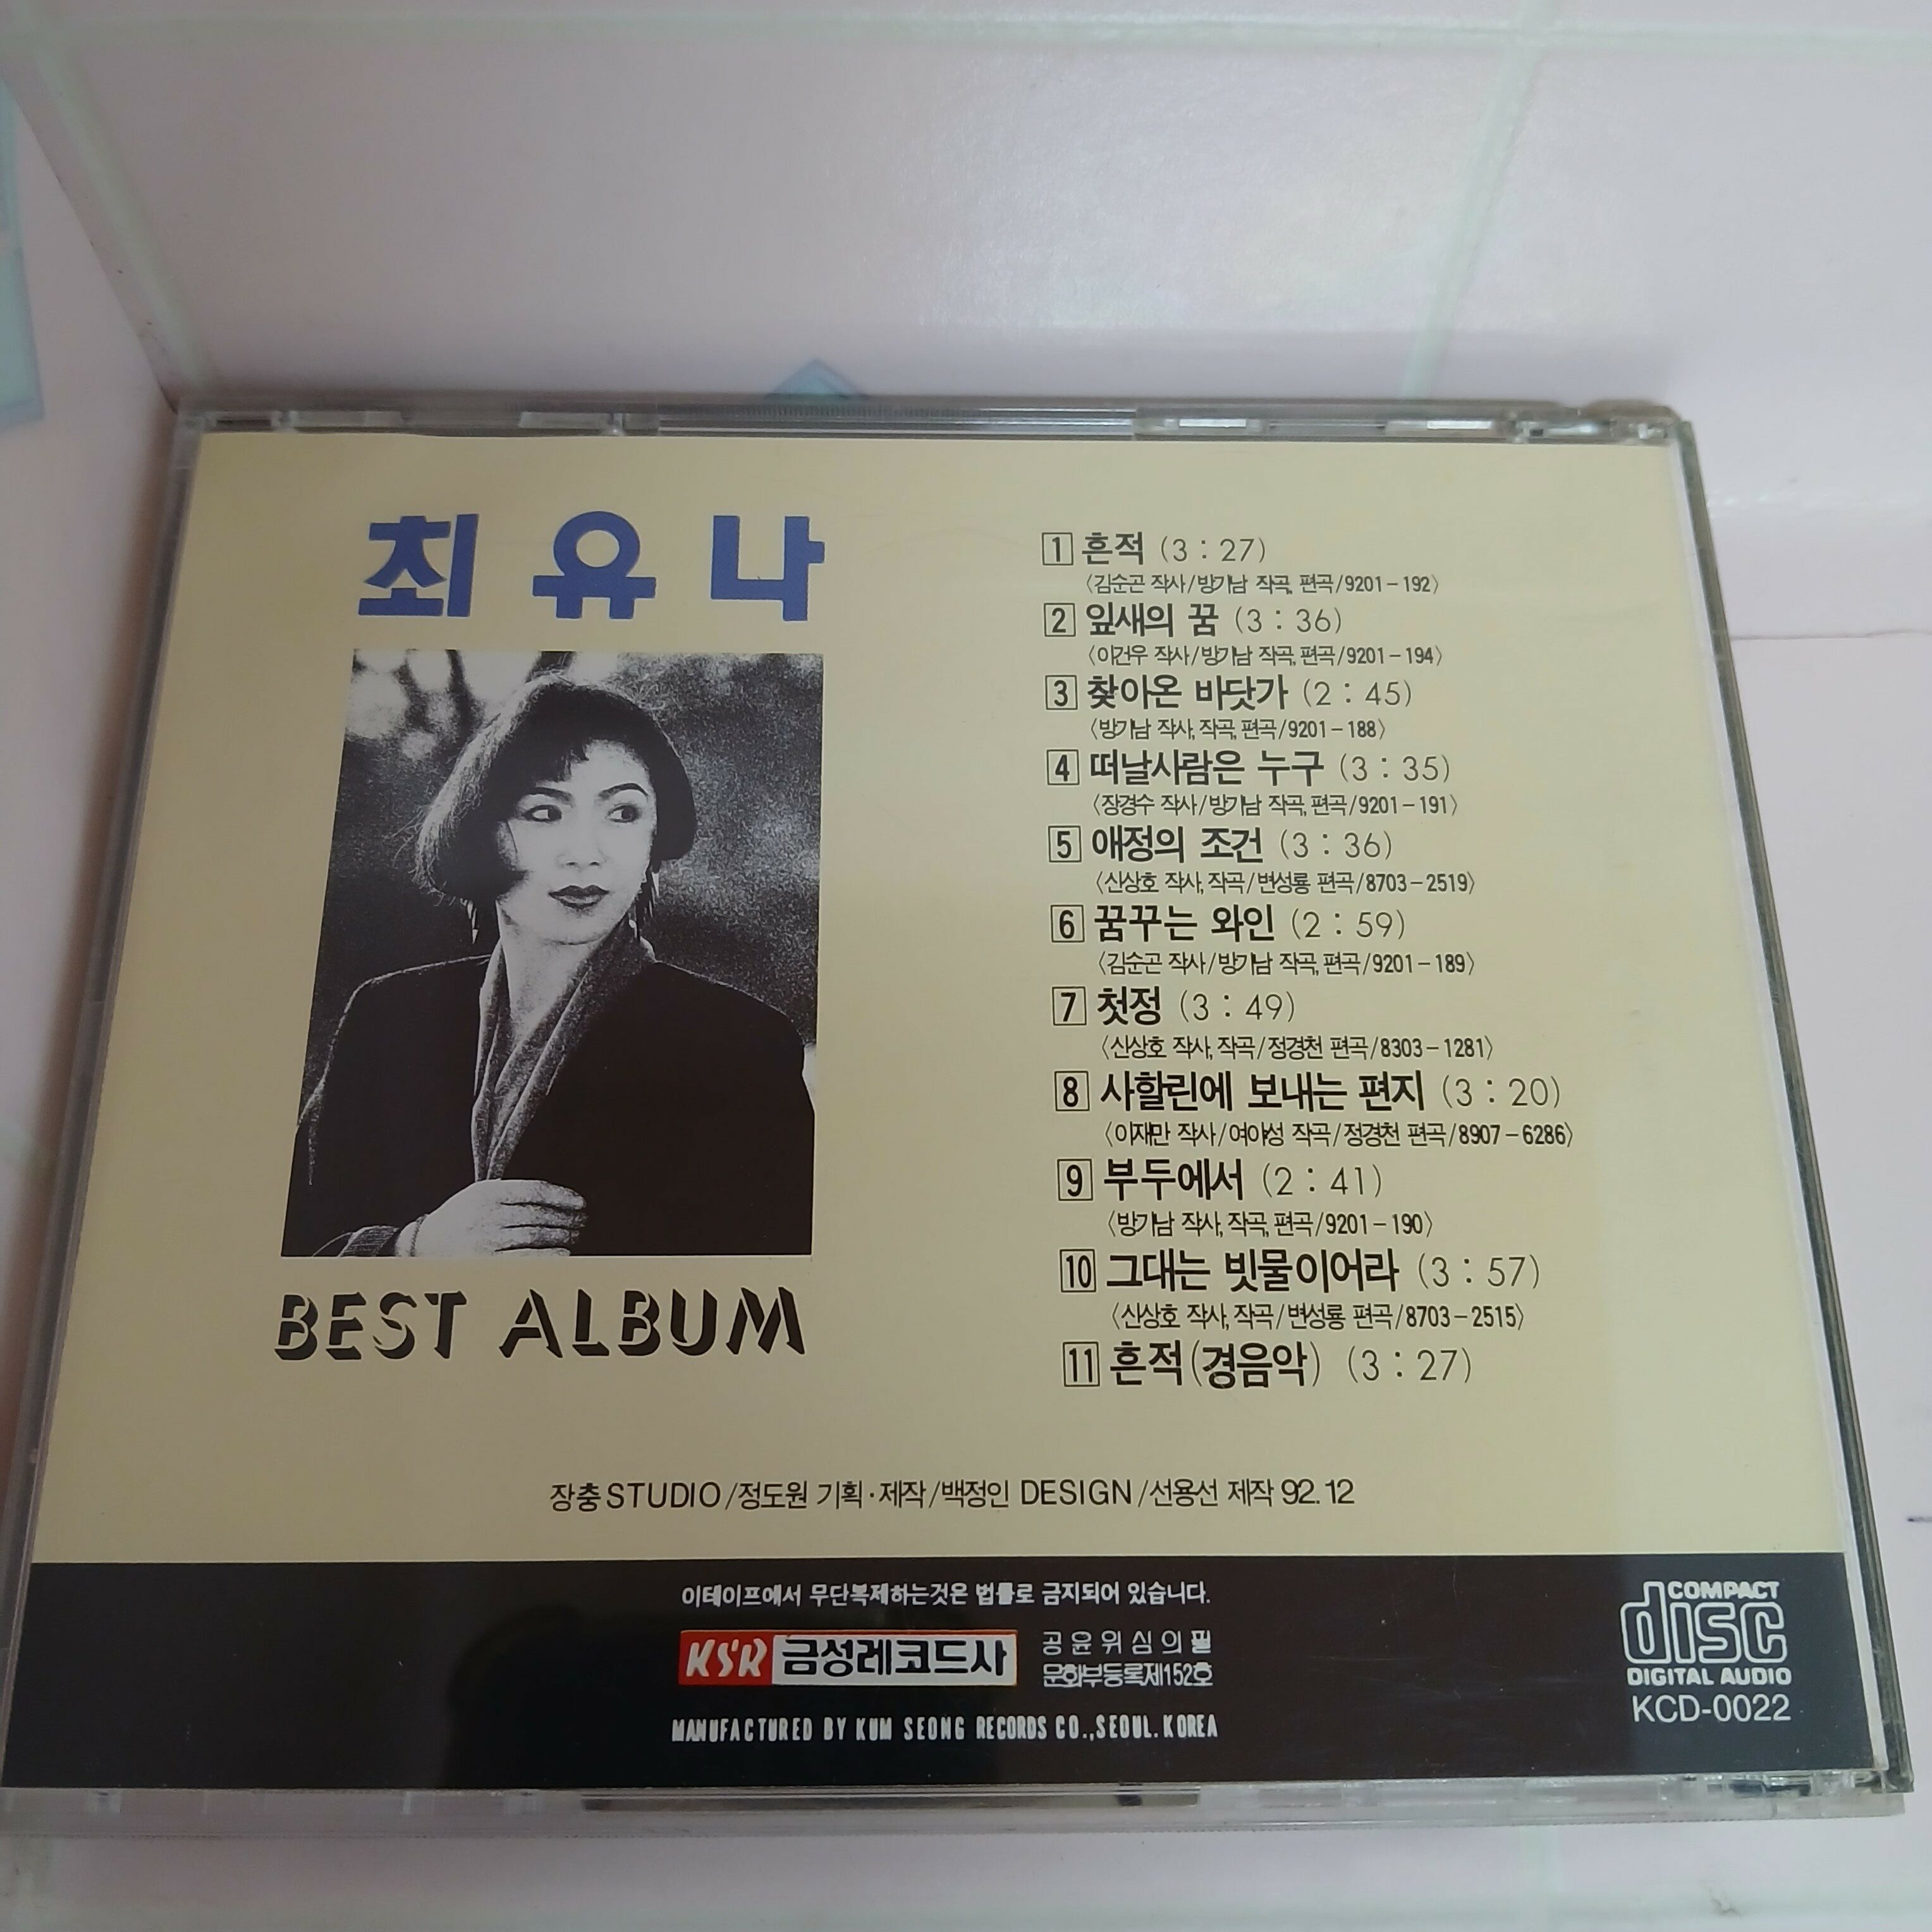 최유나
BEST ALBUM
1 흔적 (3 : 27)
〈김순곤 작사/방기남 작곡, 편곡/9201-192〉
2 잎새의 꿈 (3 : 36)
〈이건우 작사/방기남 작곡, 편곡/9201-194〉
3 찾아온 바닷가 (2 : 45)
〈방기남 작사, 작곡, 편곡/9201-188〉
4 떠날사람은 누구 (3 : 35)
〈장경수 작사/방기남 작곡, 편곡/9201-191〉
5 애정의 조건 (3 : 36)
〈신상호 작사, 작곡/변성룡 편곡/8703-2519〉
6 꿈꾸는 와인 (2 : 59)
〈김순곤 작사/방기남 작곡, 편곡/9201-189〉
7 첫정 (3 : 49)
〈신상호 작사, 작곡/정경천 편곡/8303-1281〉
8 사할린에 보내는 편지 (3 : 20)
〈이재만 작사/여야성 작곡/정경천 편곡/8907-6286〉
9 부두에서 (2 : 41)
〈방기남 작사, 작곡, 편곡/9201-190〉
10 그대는 빗물이어라 (3 : 57)
〈신상호 작사, 작곡/변성룡 편곡/8703-2515〉
11 흔적(경음악) (3 : 27)
장충 STUDIO/정도원 기획·제작/백정인 DESIGN/선용선 제작 92.12
이테이프에서 무단복제하는것은 법률로 금지되어 있습니다.
KSR 금성레코드사
공윤위심의필
문화부등록제152호
MANUFACTURED BY KUM SEONG RECORDS CO.,SEOUL.KOREA
COMPACT
disc
DIGITAL AUDIO
KCD-0022